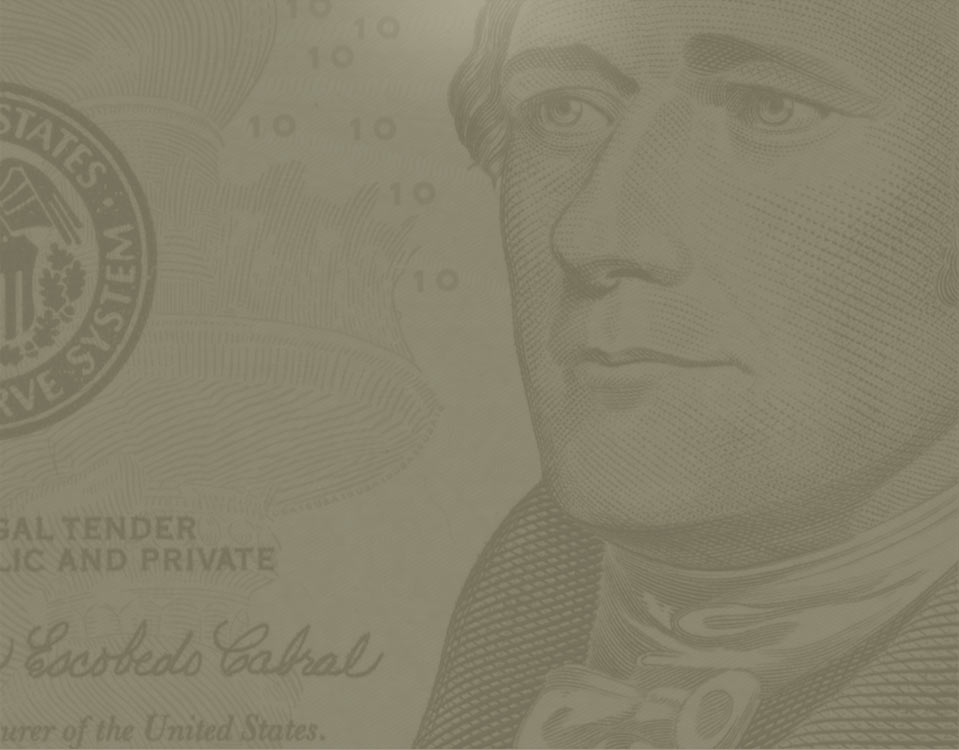 10
10
10
10 10
10
10
STATES
RVE SYSTEM
GAL TENDER
LIC AND PRIVATE
Escobedo Cabral
urer of the United States.